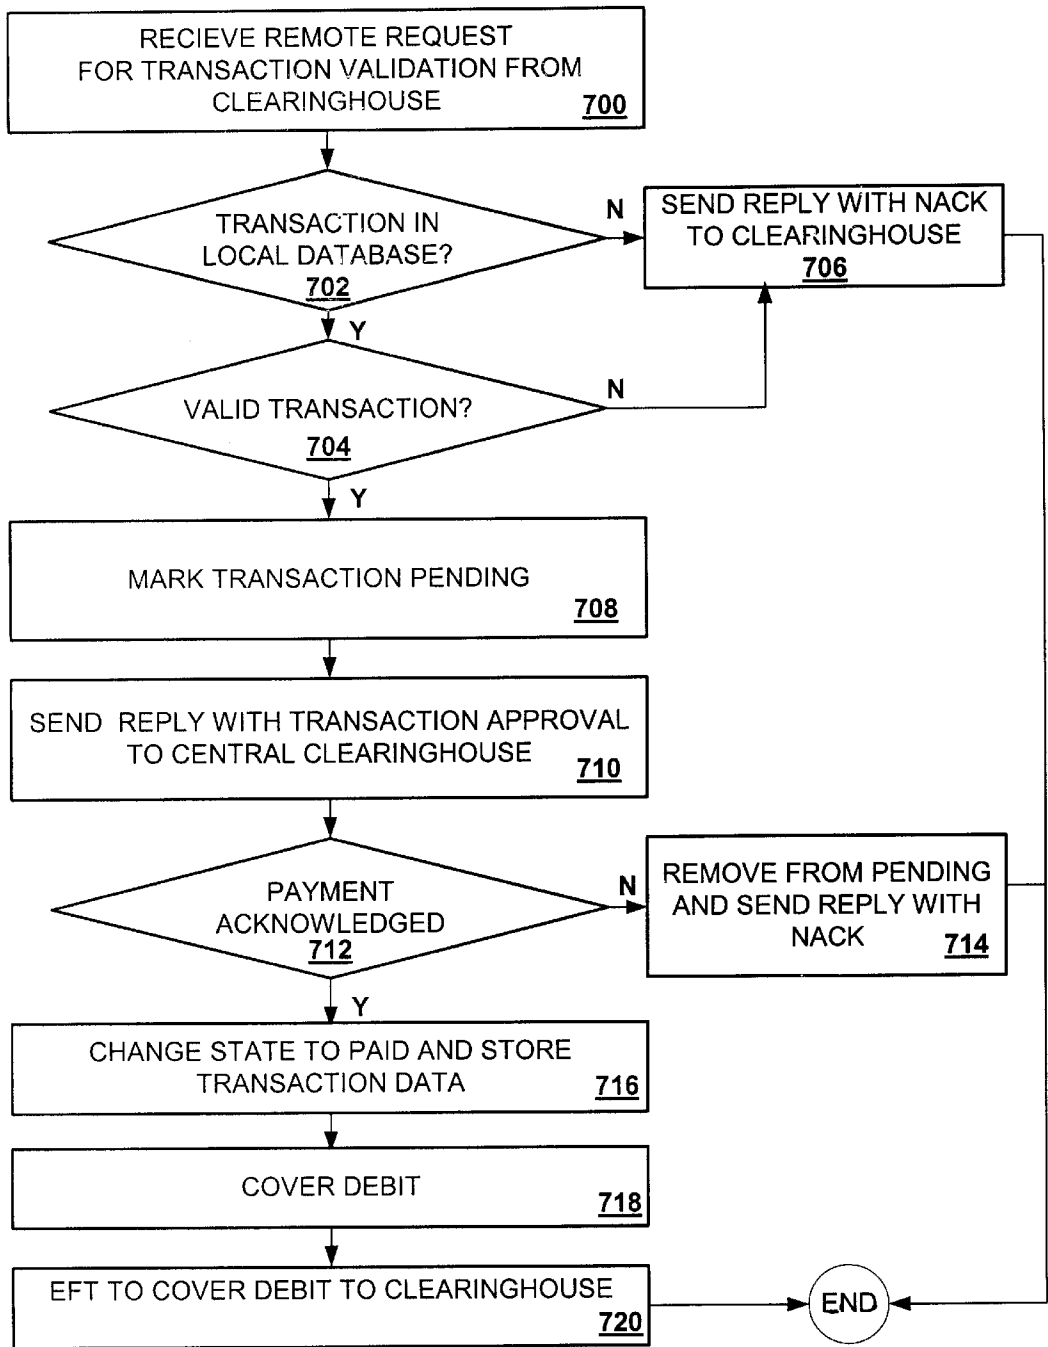 RECIEVE REMOTE REQUEST
FOR TRANSACTION VALIDATION FROM
CLEARINGHOUSE
700
TRANSACTION IN
LOCAL DATABASE?
702
N
SEND REPLY WITH NACK
TO CLEARINGHOUSE
706
Y
VALID TRANSACTION?
704
N
Y
MARK TRANSACTION PENDING
708
SEND REPLY WITH TRANSACTION APPROVAL
TO CENTRAL CLEARINGHOUSE
710
PAYMENT
ACKNOWLEDGED
712
N
REMOVE FROM PENDING
AND SEND REPLY WITH
NACK
714
Y
CHANGE STATE TO PAID AND STORE
TRANSACTION DATA
716
COVER DEBIT
718
EFT TO COVER DEBIT TO CLEARINGHOUSE
720
END